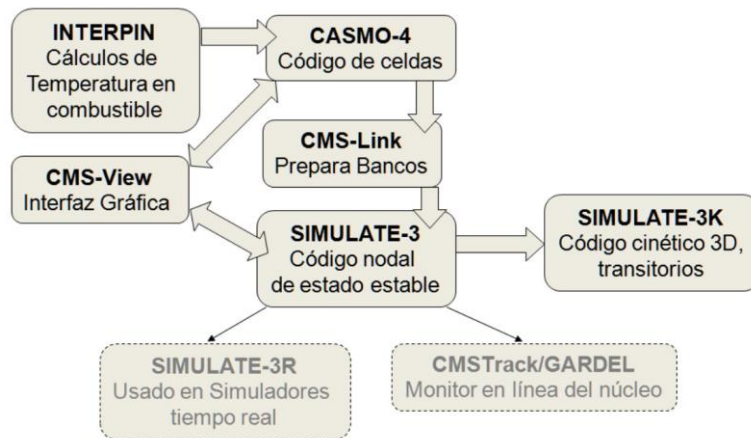 INTERPIN
Cálculos de
Temperatura en
combustible
CASMO-4
Código de celdas
CMS-Link
Prepara Bancos
CMS-View
Interfaz Gráfica
SIMULATE-3
Código nodal
de estado estable
SIMULATE-3K
Código cinético 3D,
transitorios
SIMULATE-3R
Usado en Simuladores
tiempo real
CMSTrack/GARDEL
Monitor en línea del núcleo